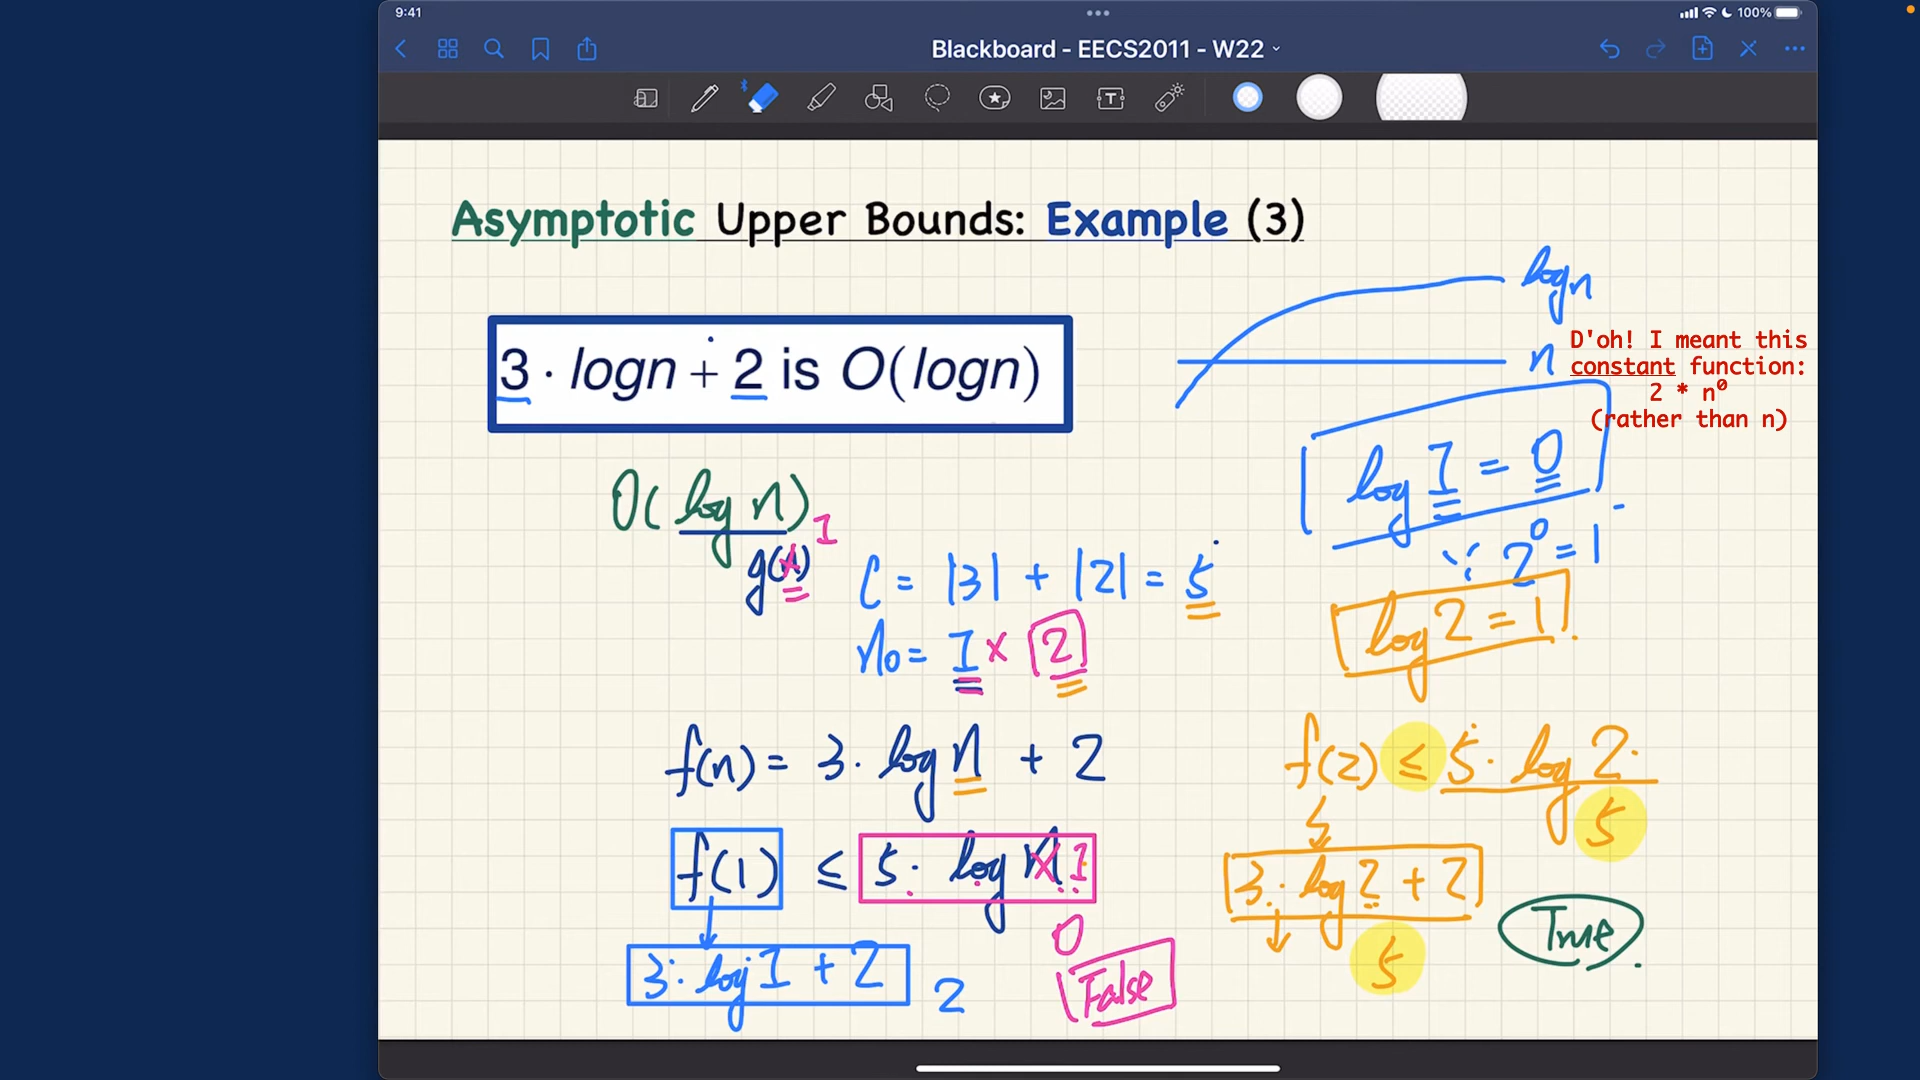 9:41
100%
Blackboard - EECS2011 - W22
Asymptotic Upper Bounds: Example (3)
log n
n
D'oh! I meant this
constant function:
2 * n⁰
(rather than n)
3 · logn + 2 is O(logn)
O(log n)
g(n) 1
log 1 = 0
∵ 2⁰ = 1
C = |3| + |2| = 5
n₀ = 1 × 2
log 2 = 1
f(n) = 3 · log n + 2
f(1) ≤ 5 · log n 1
0
3 · log 1 + 2
2
False
f(2) ≤ 5 · log 2
5
3 · log 2 + 2
5
True